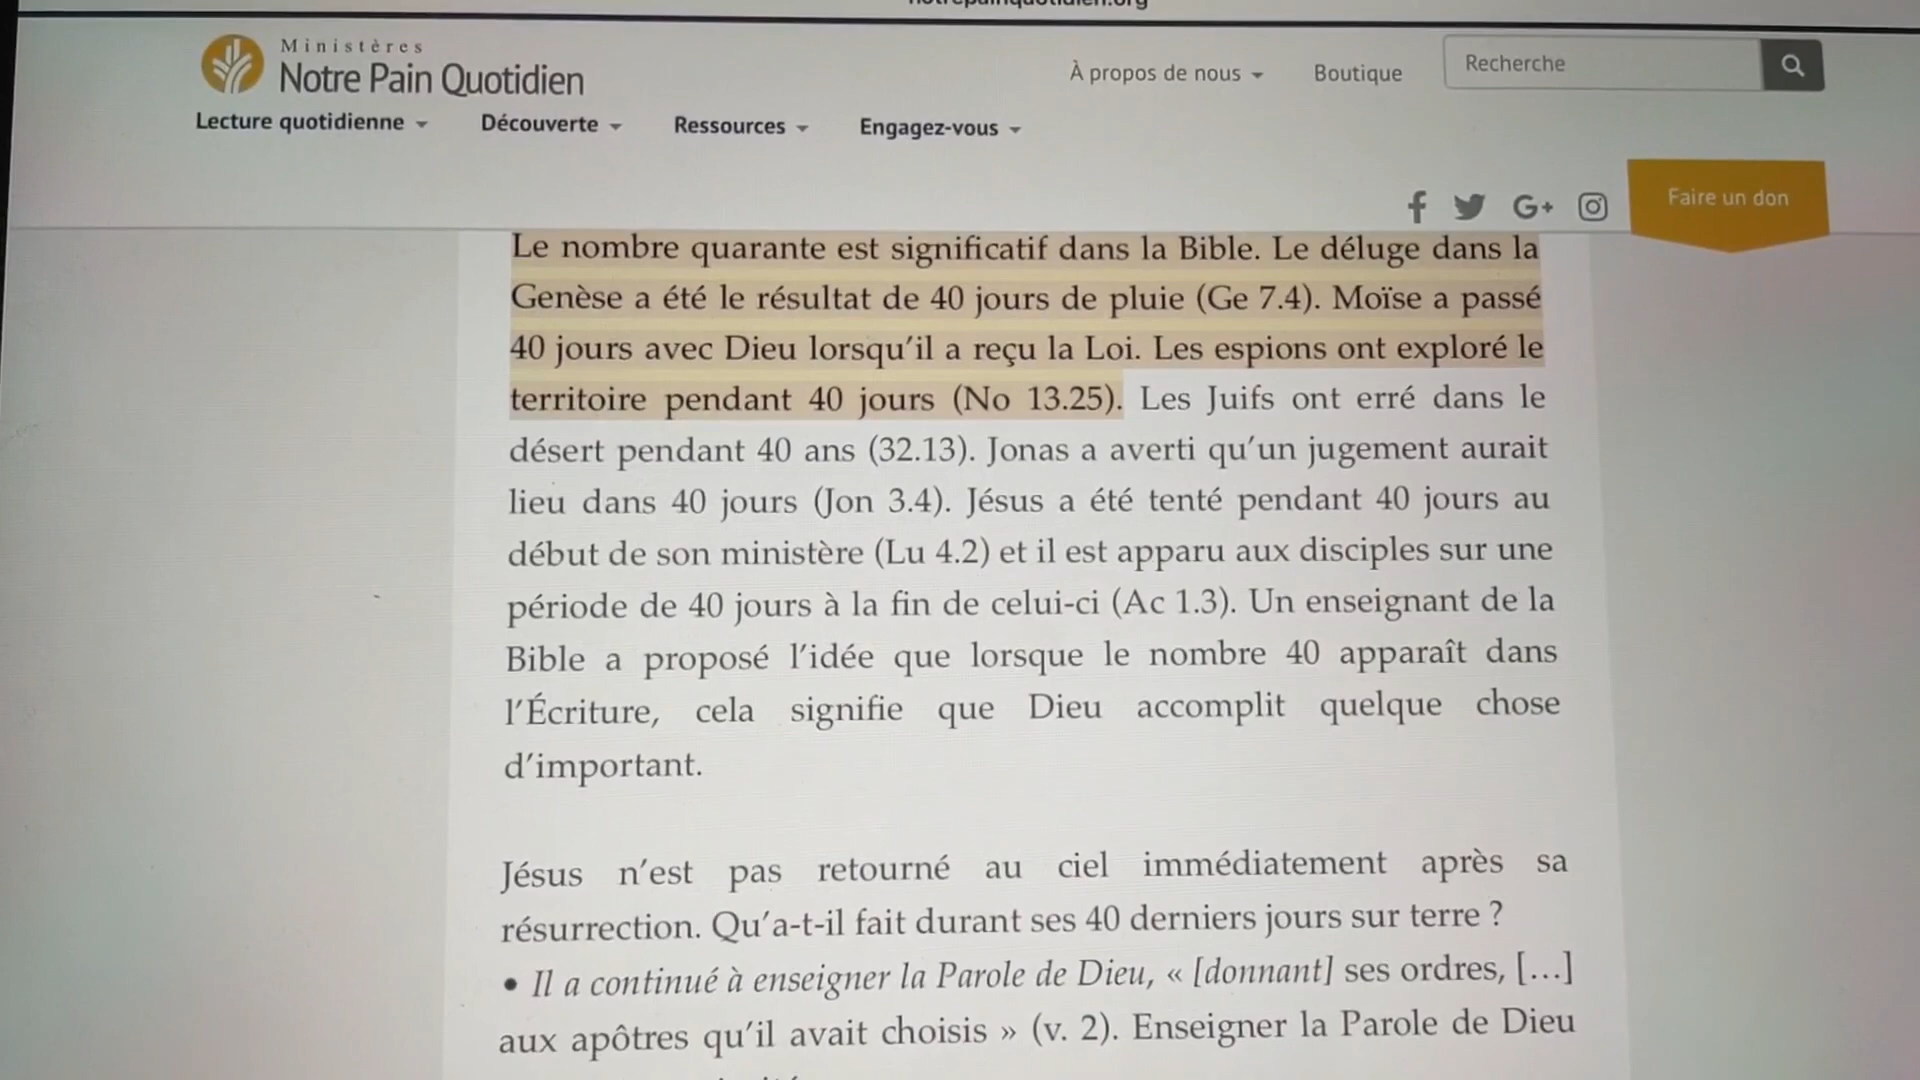 Ministères
Notre Pain Quotidien
À propos de nous
Boutique
Recherche
Lecture quotidienne
Découverte
Ressources
Engagez-vous
G+
Faire un don
Le nombre quarante est significatif dans la Bible. Le déluge dans la
Genèse a été le résultat de 40 jours de pluie (Ge 7.4). Moïse a passé
40 jours avec Dieu lorsqu’il a reçu la Loi. Les espions ont exploré le
territoire pendant 40 jours (No 13.25). Les Juifs ont erré dans le
désert pendant 40 ans (32.13). Jonas a averti qu’un jugement aurait
lieu dans 40 jours (Jon 3.4). Jésus a été tenté pendant 40 jours au
début de son ministère (Lu 4.2) et il est apparu aux disciples sur une
période de 40 jours à la fin de celui-ci (Ac 1.3). Un enseignant de la
Bible a proposé l’idée que lorsque le nombre 40 apparaît dans
l’Écriture, cela signifie que Dieu accomplit quelque chose
d’important.
Jésus n’est pas retourné au ciel immédiatement après sa
résurrection. Qu’a-t-il fait durant ses 40 derniers jours sur terre ?
• Il a continué à enseigner la Parole de Dieu, « [donnant] ses ordres, […]
aux apôtres qu’il avait choisis » (v. 2). Enseigner la Parole de Dieu